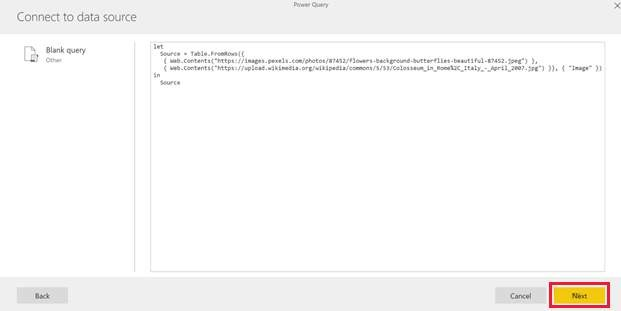 Power Query
Connect to data source
Blank query
Other
let
Source = Table.FromRows({
{ Web.Contents("https://images.pexels.com/photos/87452/flowers-background-butterflies-beautiful-87452.jpeg") },
{ Web.Contents("https://upload.wikimedia.org/wikipedia/commons/5/53/Colosseum_in_Rome%2C_Italy_-_April_2007.jpg") }}, { "Image" })
in
Source
Back
Cancel
Next